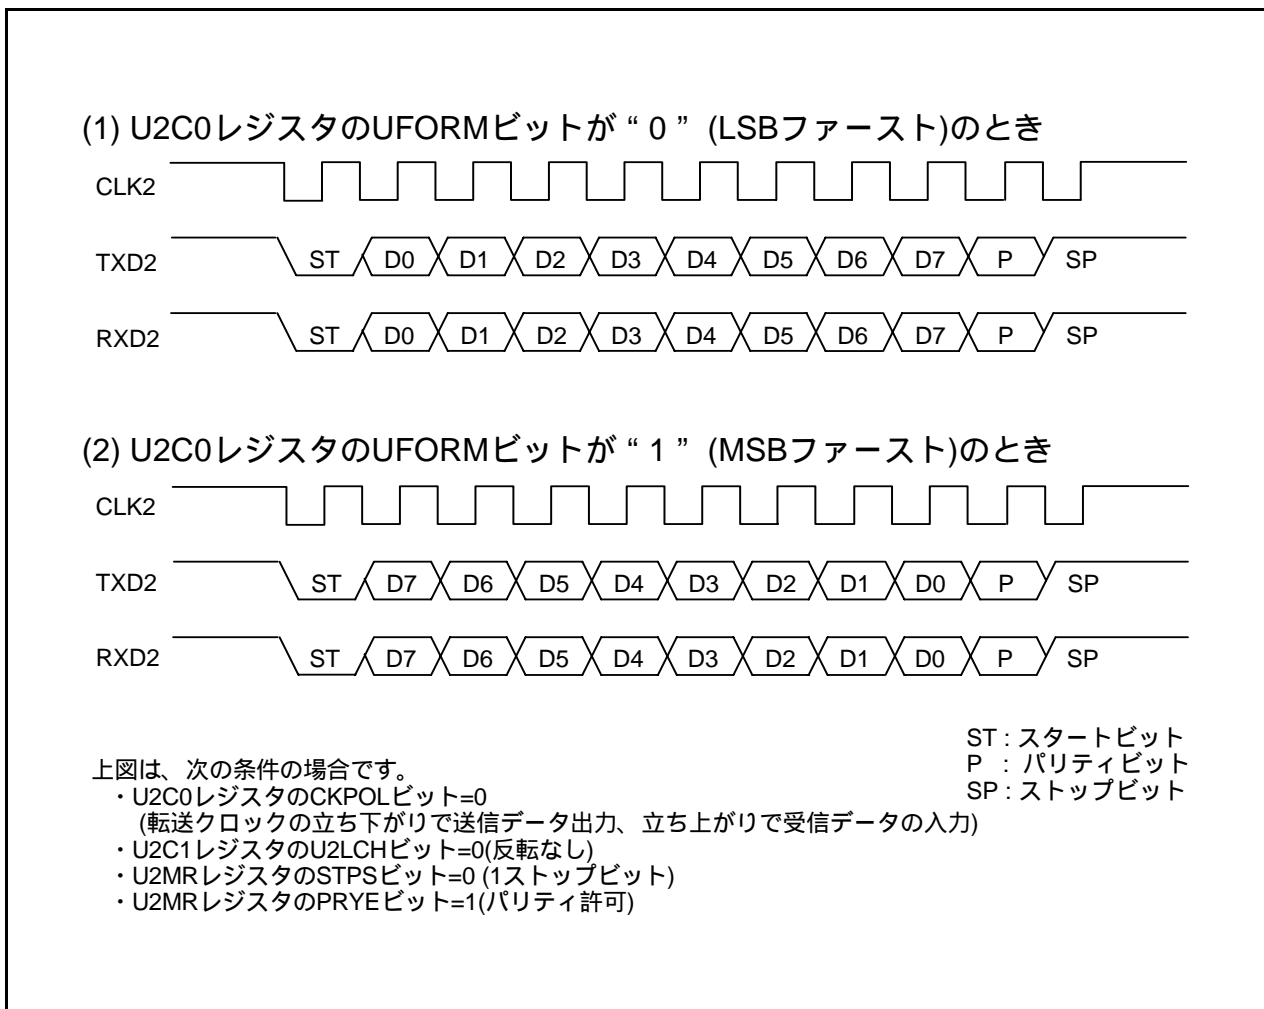 (1) U2C0レジスタのUFORMビットが“0”(LSBファースト)のとき
CLK2
TXD2 ST D0 D1 D2 D3 D4 D5 D6 D7 P SP
RXD2 ST D0 D1 D2 D3 D4 D5 D6 D7 P SP
(2) U2C0レジスタのUFORMビットが“1”(MSBファースト)のとき
CLK2
TXD2 ST D7 D6 D5 D4 D3 D2 D1 D0 P SP
RXD2 ST D7 D6 D5 D4 D3 D2 D1 D0 P SP
ST : スタートビット
P : パリティビット
SP : ストップビット
上図は、次の条件の場合です。
・U2C0レジスタのCKPOLビット=0
(転送クロックの立ち下がりで送信データ出力、立ち上がりで受信データの入力)
・U2C1レジスタのU2LCHビット=0(反転なし)
・U2MRレジスタのSTPSビット=0 (1ストップビット)
・U2MRレジスタのPRYEビット=1(パリティ許可)